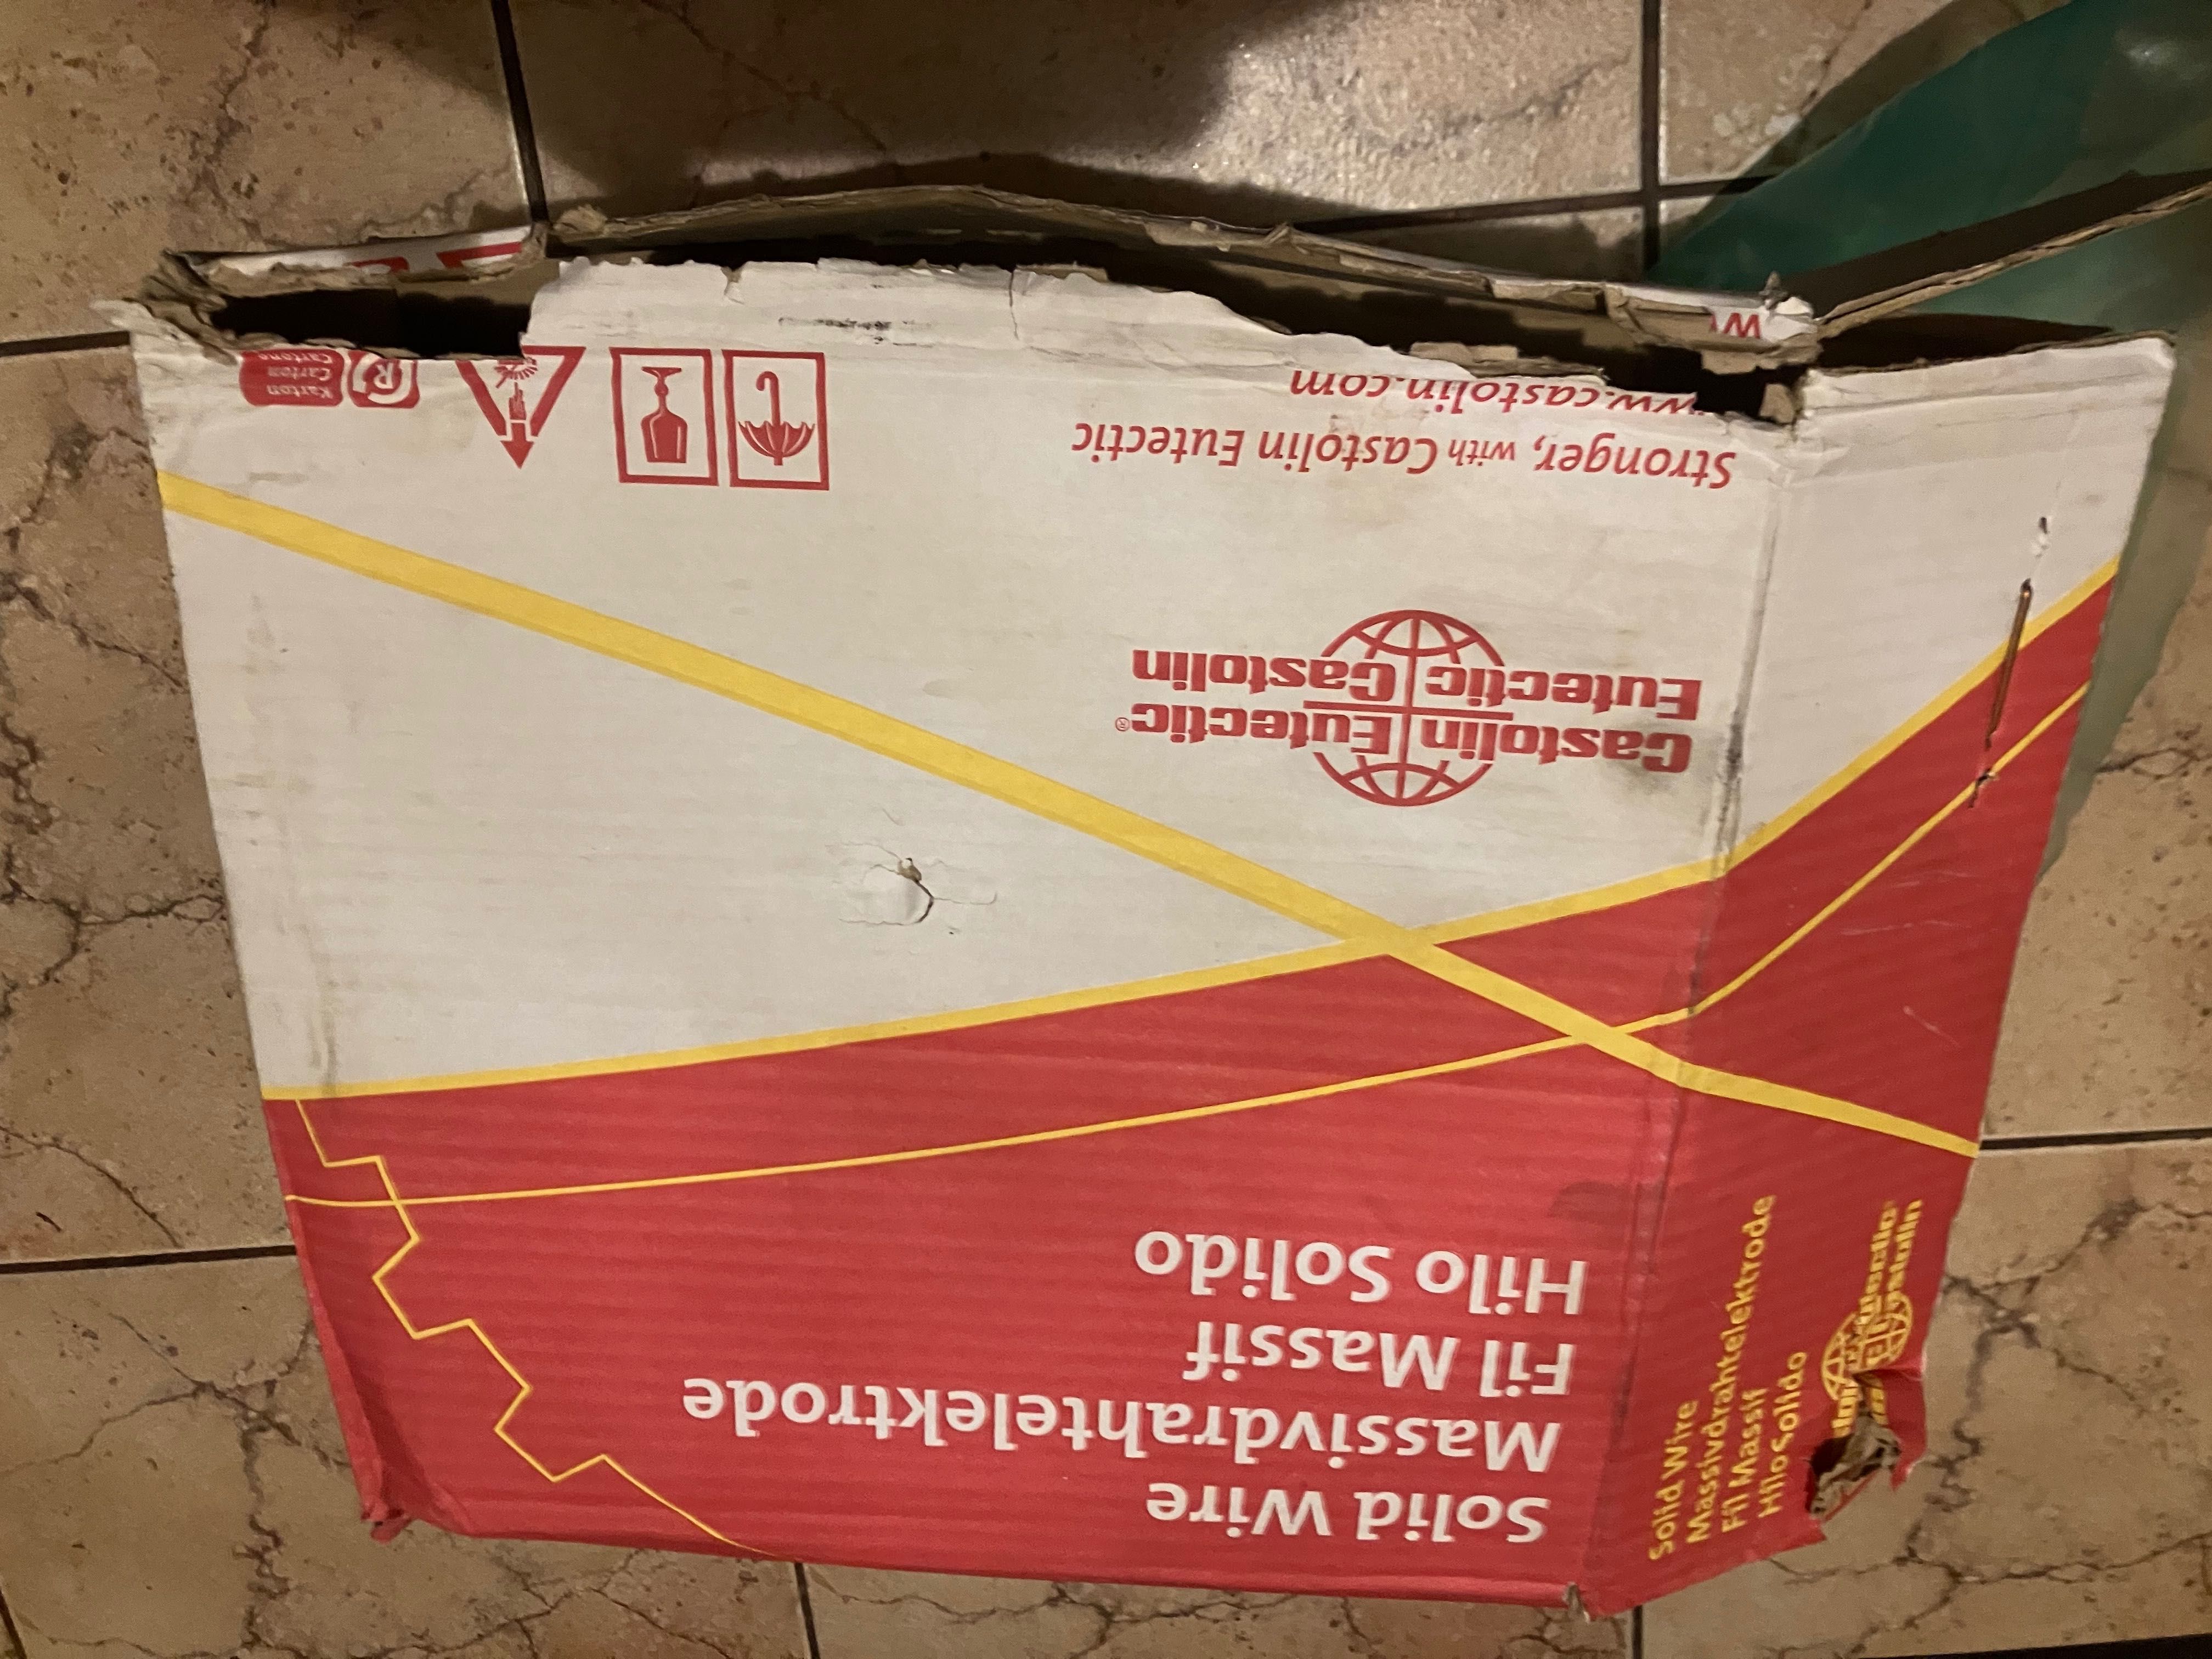 Solid Wire
Massivdrahtelektrode
Fil Massif
Hilo Solido
Castolin Eutectic®
Eutectic Castolin
Stronger, with Castolin Eutectic
www.castolin.com
Karton
Carton
Cartone
Solid Wire
Massivdrahtelektrode
Fil Massif
Hilo Solido